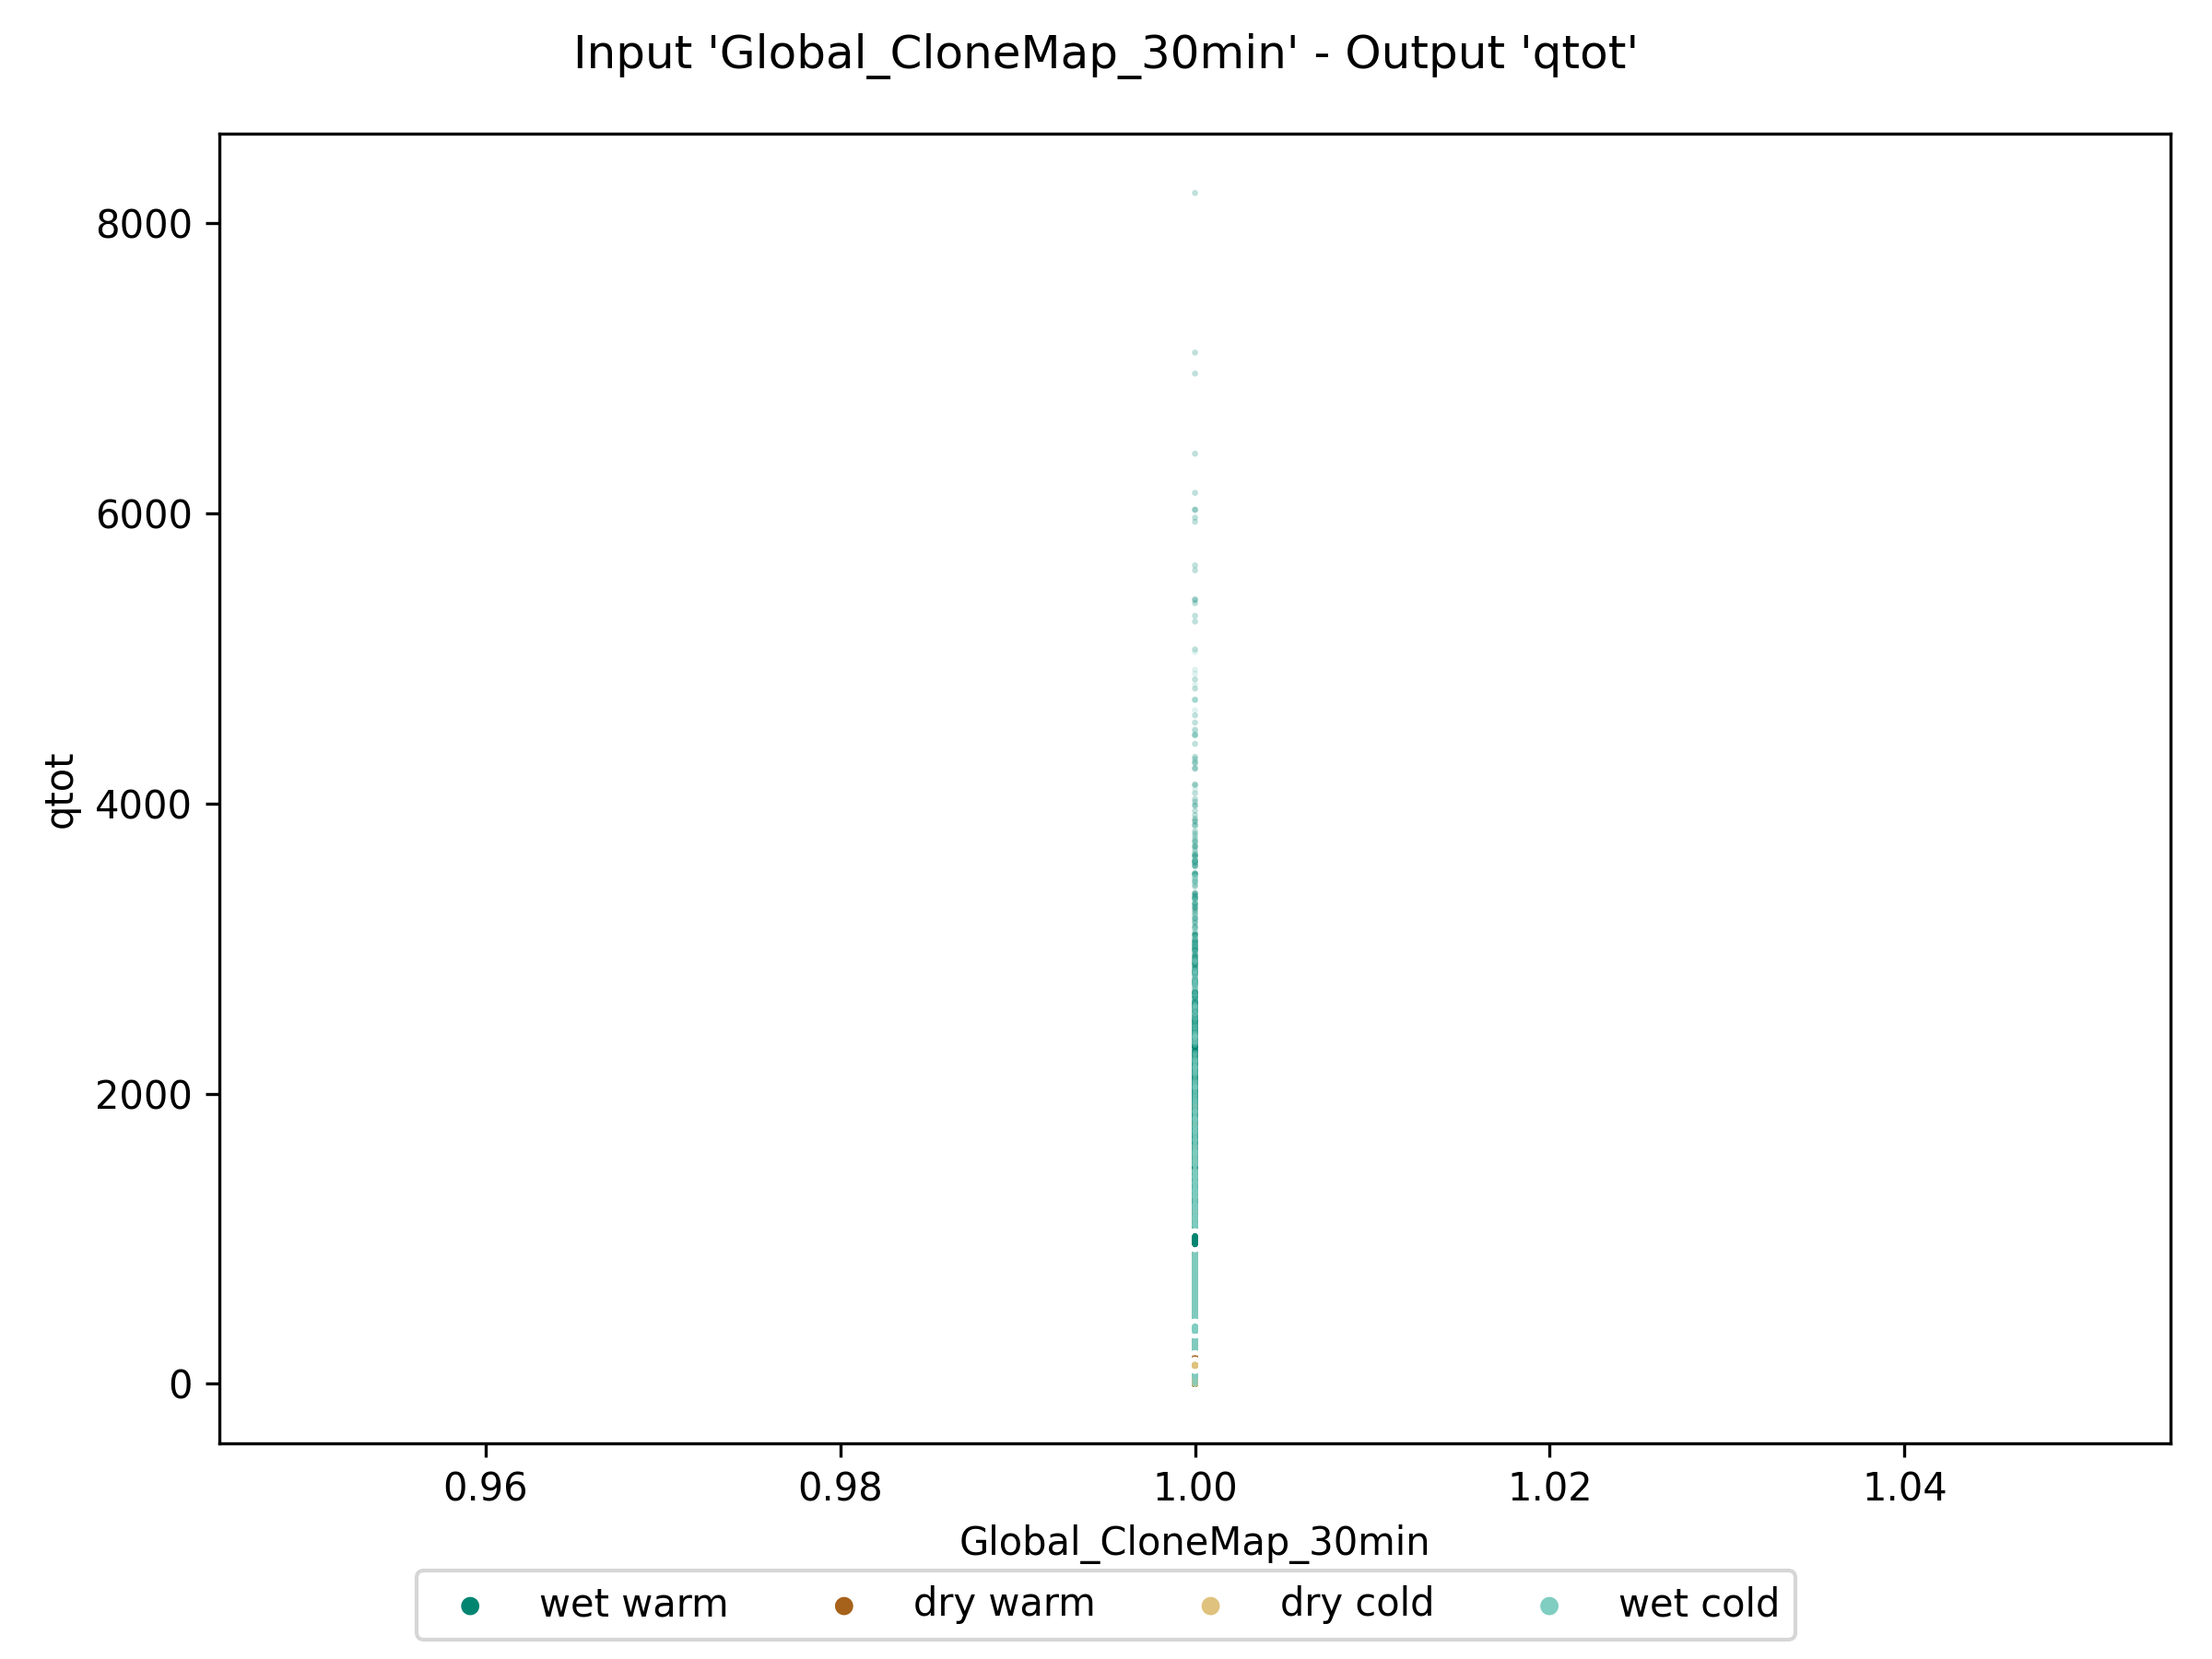 Input 'Global_CloneMap_30min' - Output 'qtot'
8000
6000
4000
2000
0
qtot
0.96 0.98 1.00 1.02 1.04
Global_CloneMap_30min
wet warm dry warm dry cold wet cold